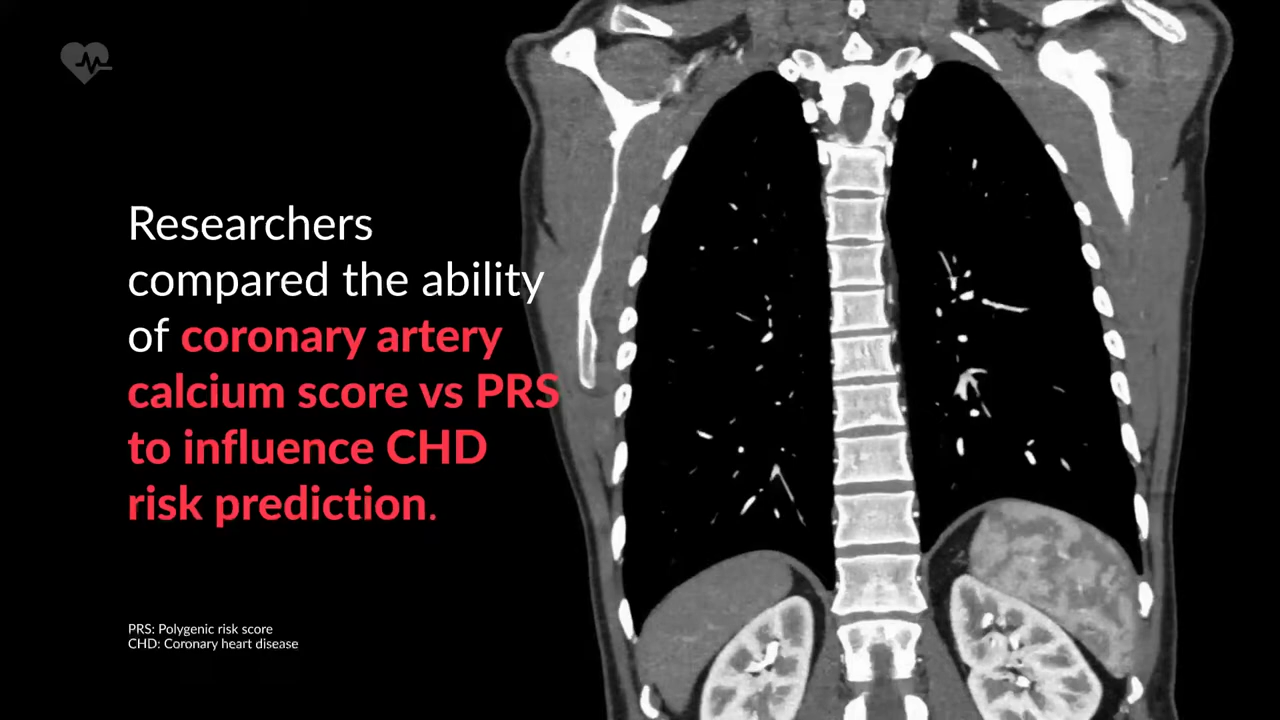 Researchers
compared the ability
of coronary artery
calcium score vs PRS
to influence CHD
risk prediction.
PRS: Polygenic risk score
CHD: Coronary heart disease